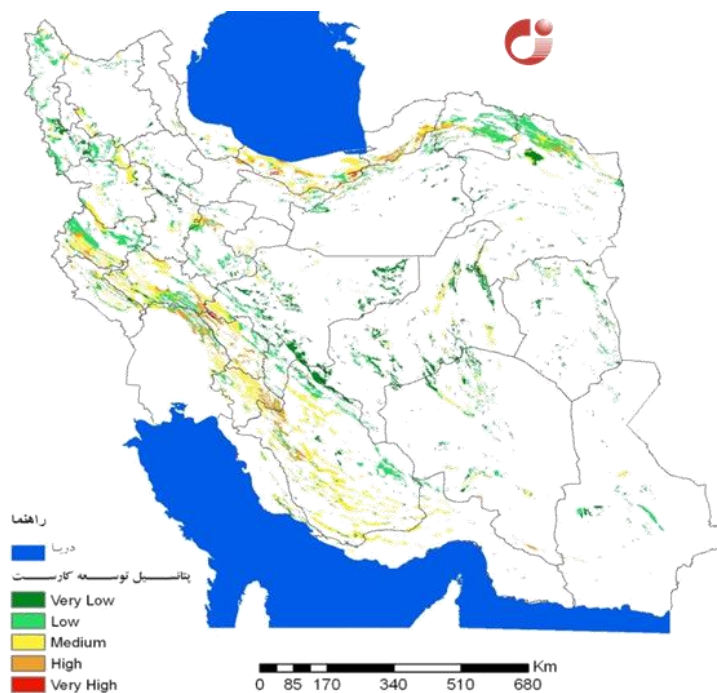 راهنما
دریا
پتانسیل توسعه کارست
Very Low
Low
Medium
High
Very High
Km
0 85 170 340 510 680